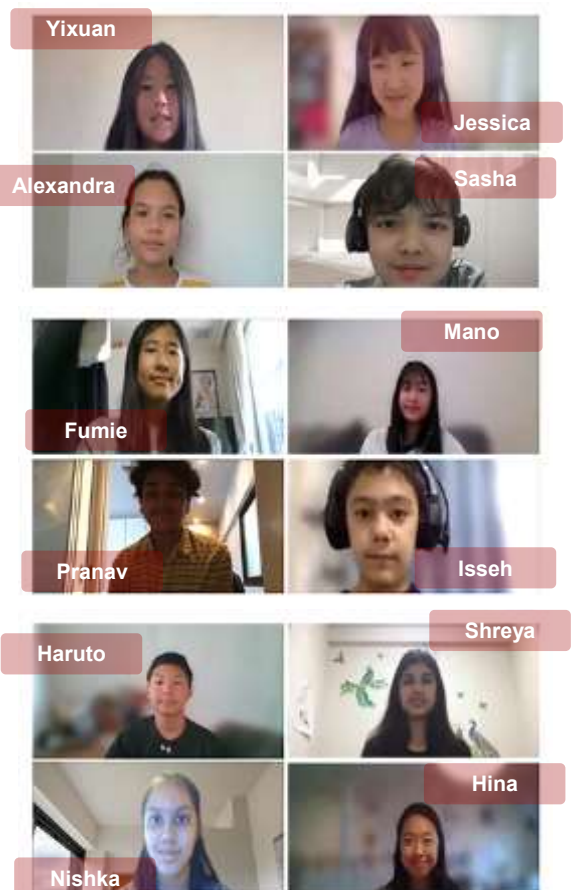 Yixuan
Jessica
Alexandra
Sasha
Mano
Fumie
Pranav
Isseh
Shreya
Haruto
Hina
Nishka